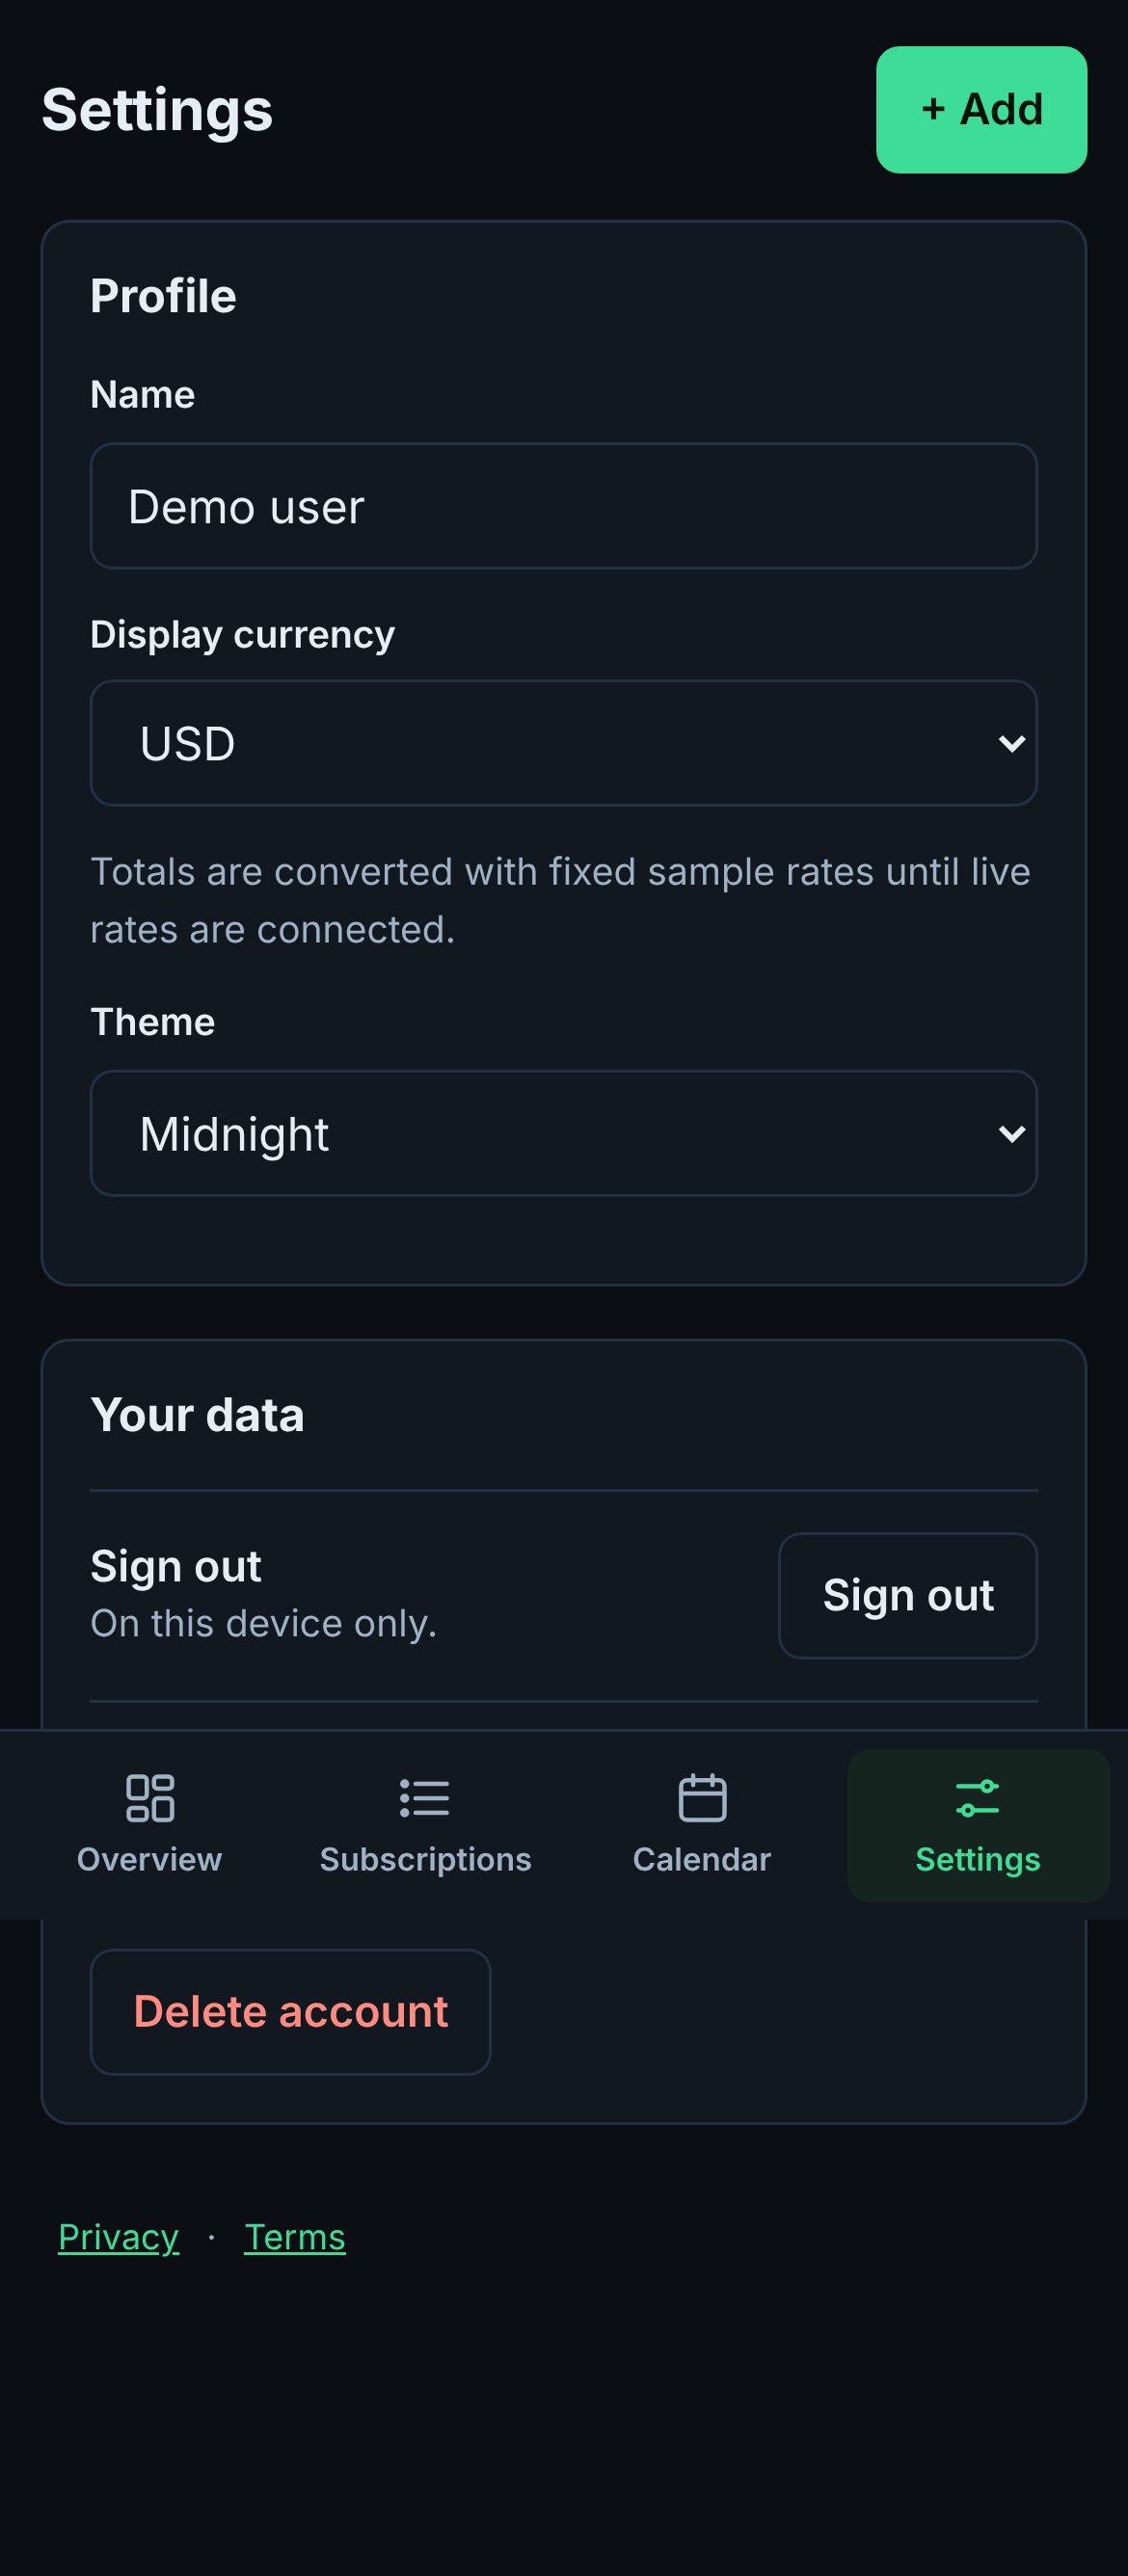 Settings
+ Add
Profile
Name
Demo user
Display currency
USD
Totals are converted with fixed sample rates until live
rates are connected.
Theme
Midnight
Your data
Sign out
On this device only.
Sign out
Overview
Subscriptions
Calendar
Settings
Delete account
Privacy · Terms